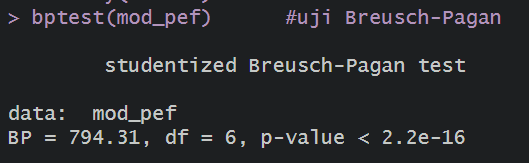 > bptest(mod_pef) #uji Breusch-Pagan
studentized Breusch-Pagan test
data: mod_pef
BP = 794.31, df = 6, p-value < 2.2e-16